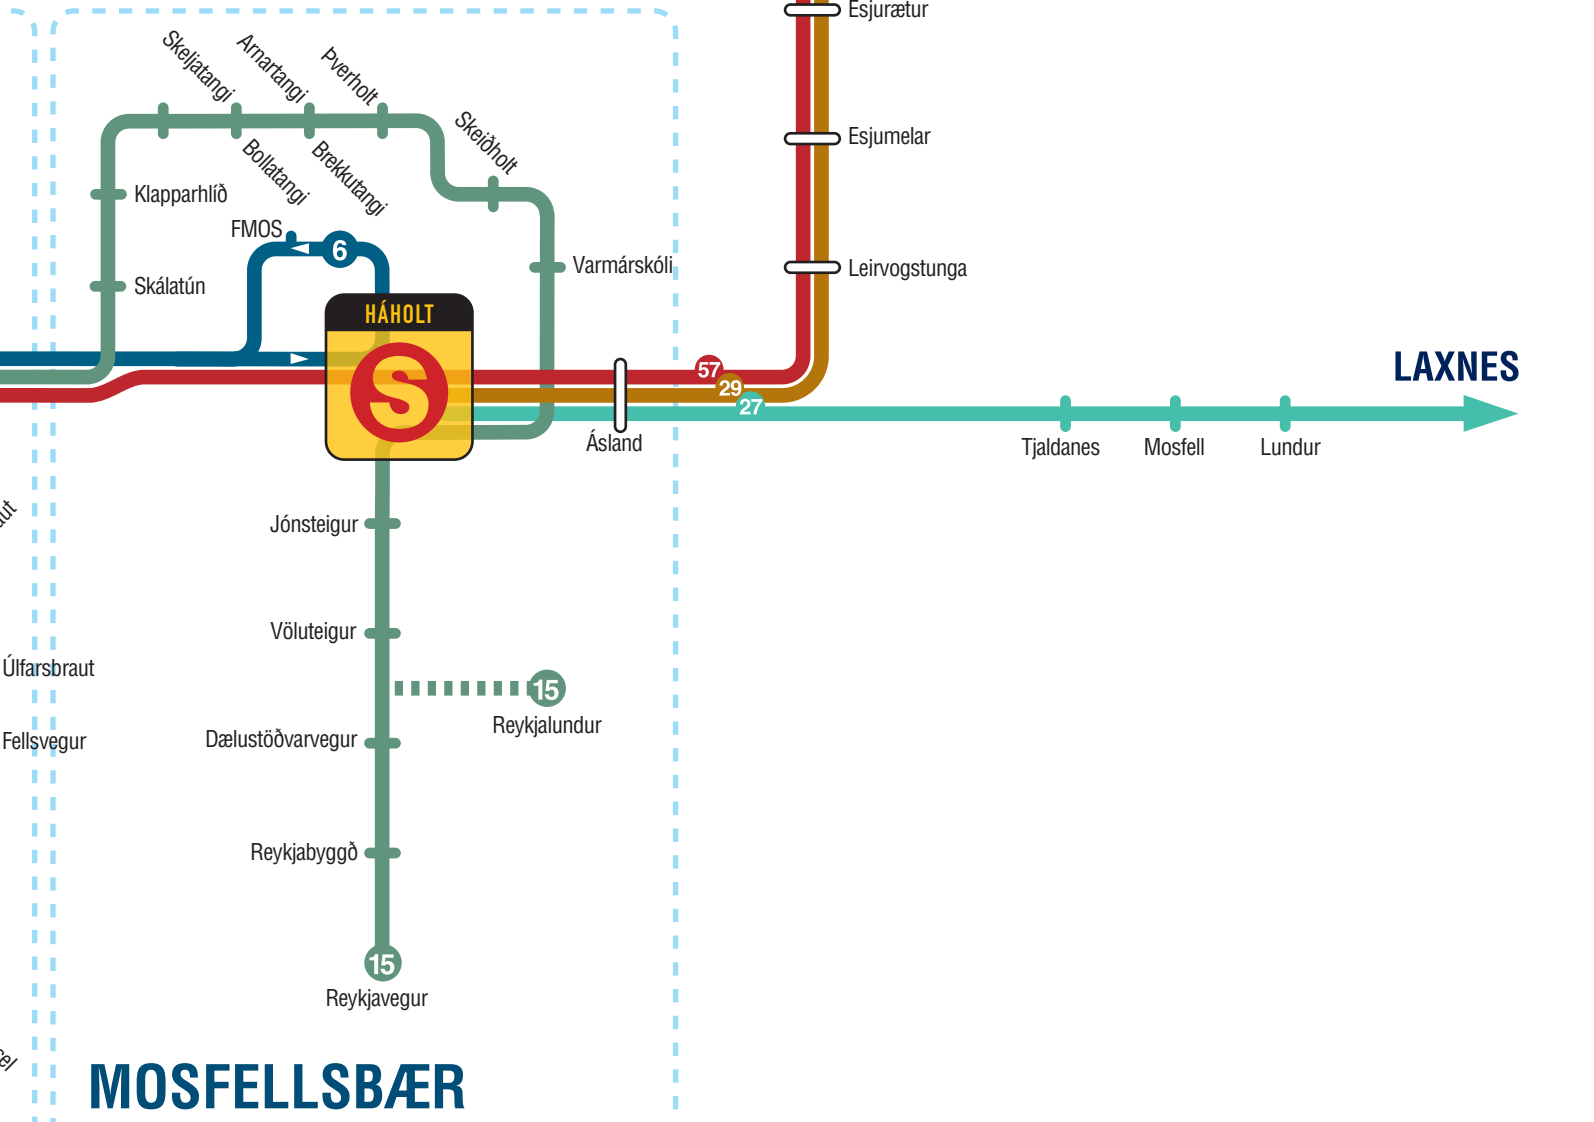 Esjurætur
Skeljatangi
Arnartangi
Þverholt
Skeiðholt
Esjumelar
Bollatangi
Brekkutangi
Klapparhlíð
FMOS
6
Varmárskóli
Leirvogstunga
Skálatún
HÁHOLT
S
57
29
27
LAXNES
Ásland
Tjaldanes
Mosfell
Lundur
Jónsteigur
Völuteigur
Úlfarsbraut
15
Reykjalundur
Fellsvegur
Dælustöðvarvegur
Reykjabyggð
15
Reykjavegur
MOSFELLSBÆR